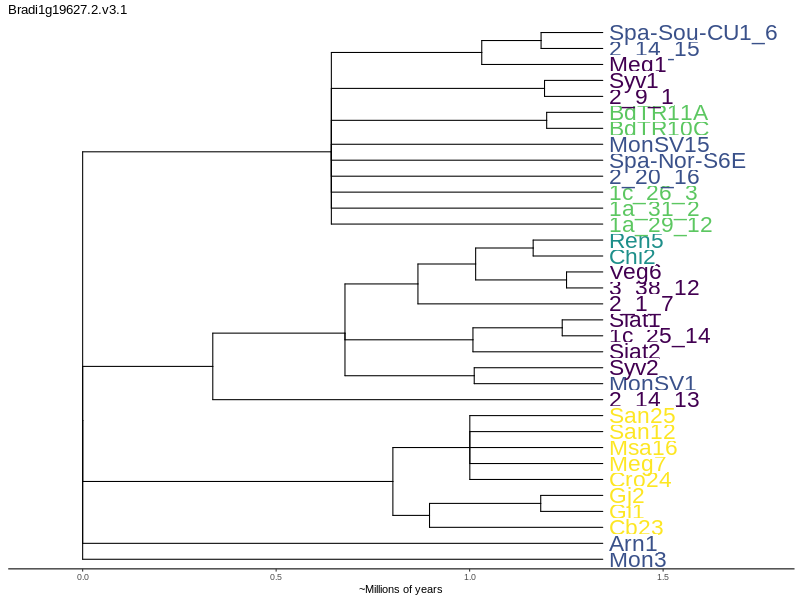 Bradi1g19627.2.v3.1
Spa-Sou-CU1_6
2_14_15
Meg1
Syv1
2_9_1
BdTR11A
BdTR10C
MonSV15
Spa-Nor-S6E
2_20_16
1c_26_3
1a_31_2
1a_29_12
Ren5
Chi2
Veg6
3_38_12
2_1_7
Siat1
1c_25_14
Siat2
Syv2
MonSV1
2_14_13
San25
San12
Msa16
Meg7
Cro24
Gi2
Gf1
Cb23
Arn1
Mon3
0.0 0.5 1.0 1.5
~Millions of years